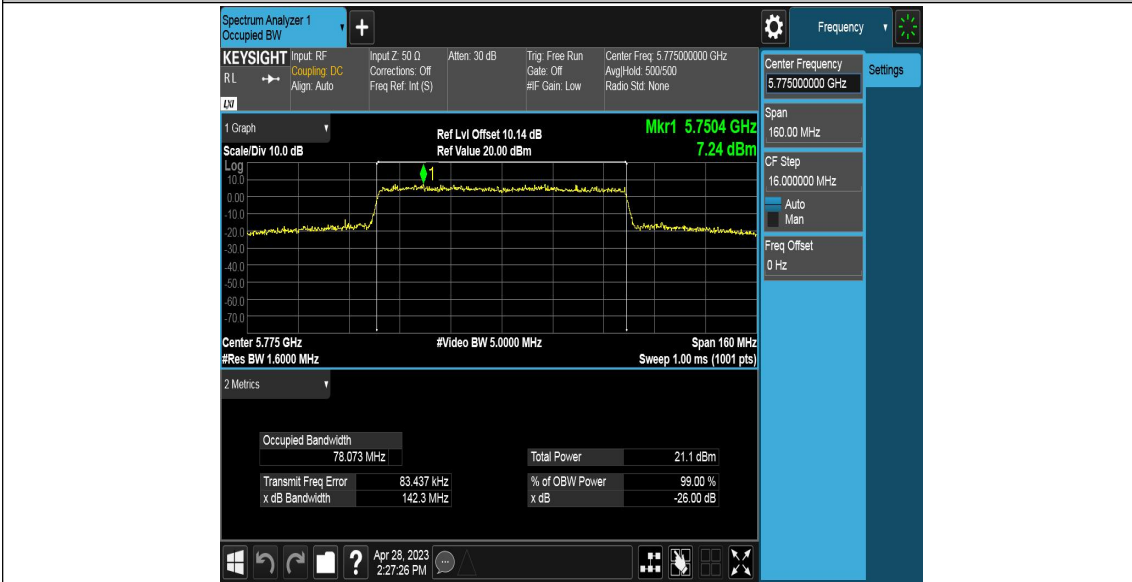 Spectrum Analyzer 1
Occupied BW
+
Frequency
KEYSIGHT
RL
LXI
Input: RF
Coupling: DC
Align: Auto
Input Z: 50 Ω
Corrections: Off
Freq Ref: Int (S)
Atten: 30 dB
Trig: Free Run
Gate: Off
#IF Gain: Low
Center Freq: 5.775000000 GHz
Avg|Hold: 500/500
Radio Std: None
Center Frequency
5.775000000 GHz
Settings
Span
160.00 MHz
CF Step
16.000000 MHz
Auto
Man
Freq Offset
0 Hz
1 Graph
Scale/Div 10.0 dB
Ref Lvl Offset 10.14 dB
Ref Value 20.00 dBm
Mkr1 5.7504 GHz
7.24 dBm
Log
10.0
0.00
-10.0
-20.0
-30.0
-40.0
-50.0
-60.0
-70.0
1
Center 5.775 GHz
#Res BW 1.6000 MHz
#Video BW 5.0000 MHz
Span 160 MHz
Sweep 1.00 ms (1001 pts)
2 Metrics
Occupied Bandwidth
78.073 MHz
Total Power 21.1 dBm
Transmit Freq Error 83.437 kHz
% of OBW Power 99.00 %
x dB Bandwidth 142.3 MHz
x dB -26.00 dB
?
Apr 28, 2023
2:27:26 PM